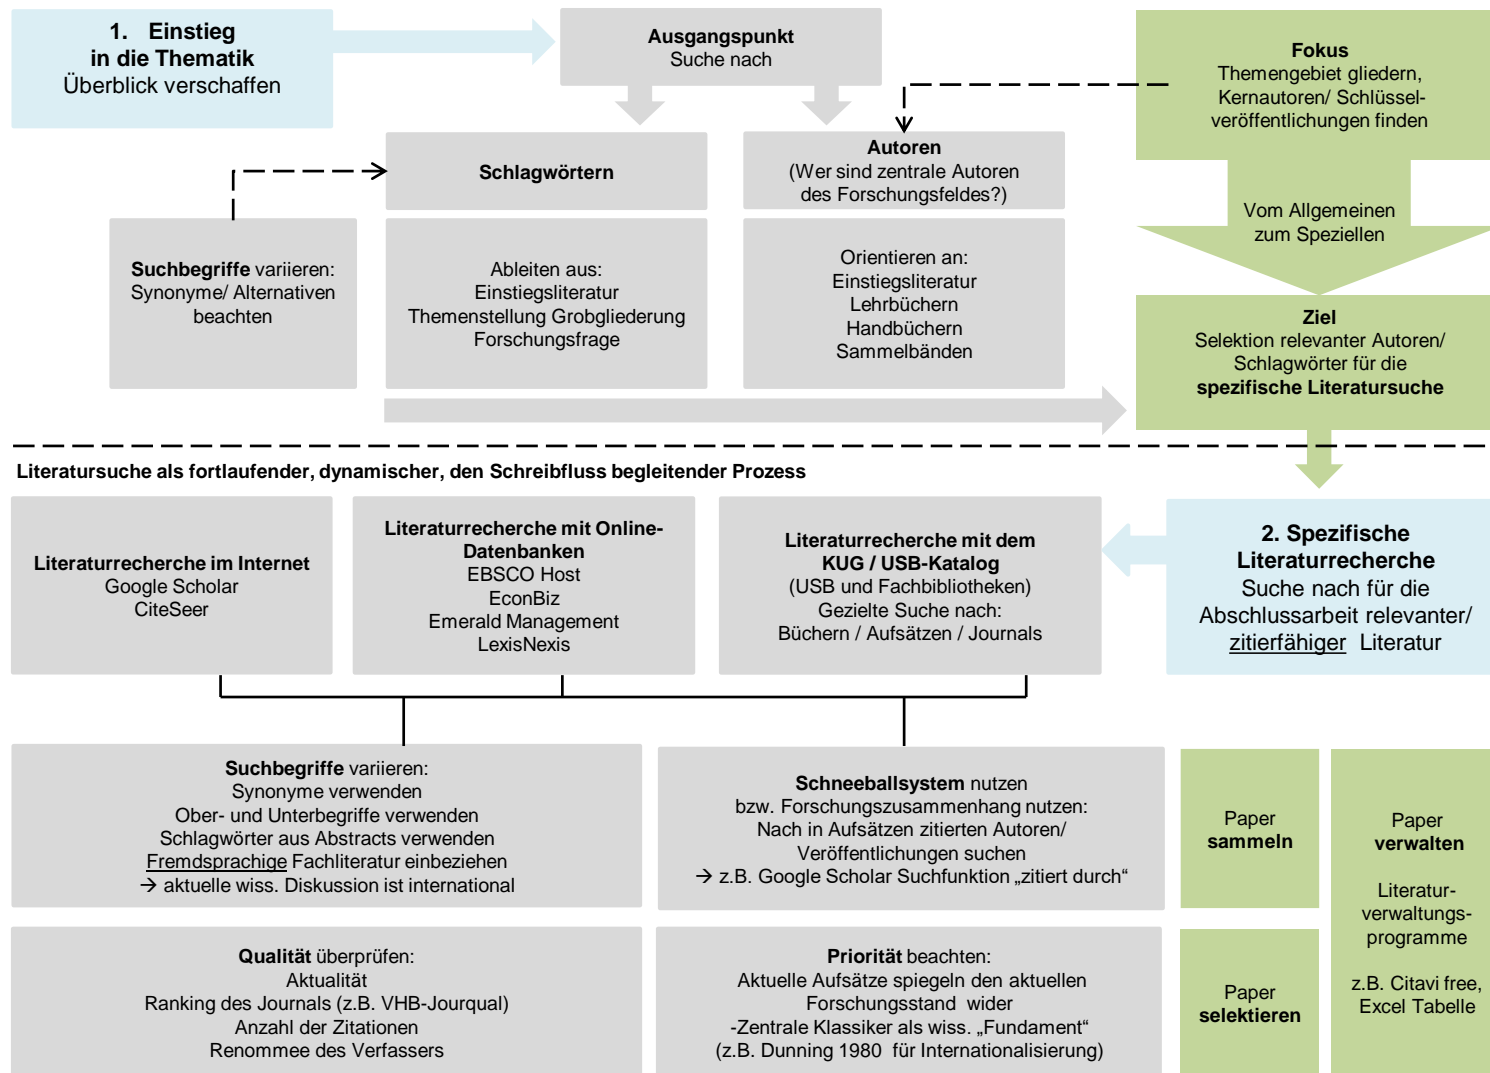 1. Einstieg
in die Thematik
Überblick verschaffen
Ausgangspunkt
Suche nach
Fokus
Themengebiet gliedern,
Kernautoren/ Schlüssel-
veröffentlichungen finden
Schlagwörtern
Autoren
(Wer sind zentrale Autoren
des Forschungsfeldes?)
Vom Allgemeinen
zum Speziellen
Suchbegriffe variieren:
Synonyme/ Alternativen
beachten
Ableiten aus:
Einstiegsliteratur
Themenstellung Grobgliederung
Forschungsfrage
Orientieren an:
Einstiegsliteratur
Lehrbüchern
Handbüchern
Sammelbänden
Ziel
Selektion relevanter Autoren/
Schlagwörter für die
spezifische Literatursuche
Literatursuche als fortlaufender, dynamischer, den Schreibfluss begleitender Prozess
Literaturrecherche im Internet
Google Scholar
CiteSeer
Literaturrecherche mit Online-
Datenbanken
EBSCO Host
EconBiz
Emerald Management
LexisNexis
Literaturrecherche mit dem
KUG / USB-Katalog
(USB und Fachbibliotheken)
Gezielte Suche nach:
Büchern / Aufsätzen / Journals
2. Spezifische
Literaturrecherche
Suche nach für die
Abschlussarbeit relevanter/
zitierfähiger Literatur
Suchbegriffe variieren:
Synonyme verwenden
Ober- und Unterbegriffe verwenden
Schlagwörter aus Abstracts verwenden
Fremdsprachige Fachliteratur einbeziehen
→ aktuelle wiss. Diskussion ist international
Schneeballsystem nutzen
bzw. Forschungszusammenhang nutzen:
Nach in Aufsätzen zitierten Autoren/
Veröffentlichungen suchen
→ z.B. Google Scholar Suchfunktion „zitiert durch“
Paper
sammeln
Paper
verwalten
Literatur-
verwaltungs-
programme
z.B. Citavi free,
Excel Tabelle
Qualität überprüfen:
Aktualität
Ranking des Journals (z.B. VHB-Jourqual)
Anzahl der Zitationen
Renommee des Verfassers
Priorität beachten:
Aktuelle Aufsätze spiegeln den aktuellen
Forschungsstand wider
-Zentrale Klassiker als wiss. „Fundament“
(z.B. Dunning 1980 für Internationalisierung)
Paper
selektieren